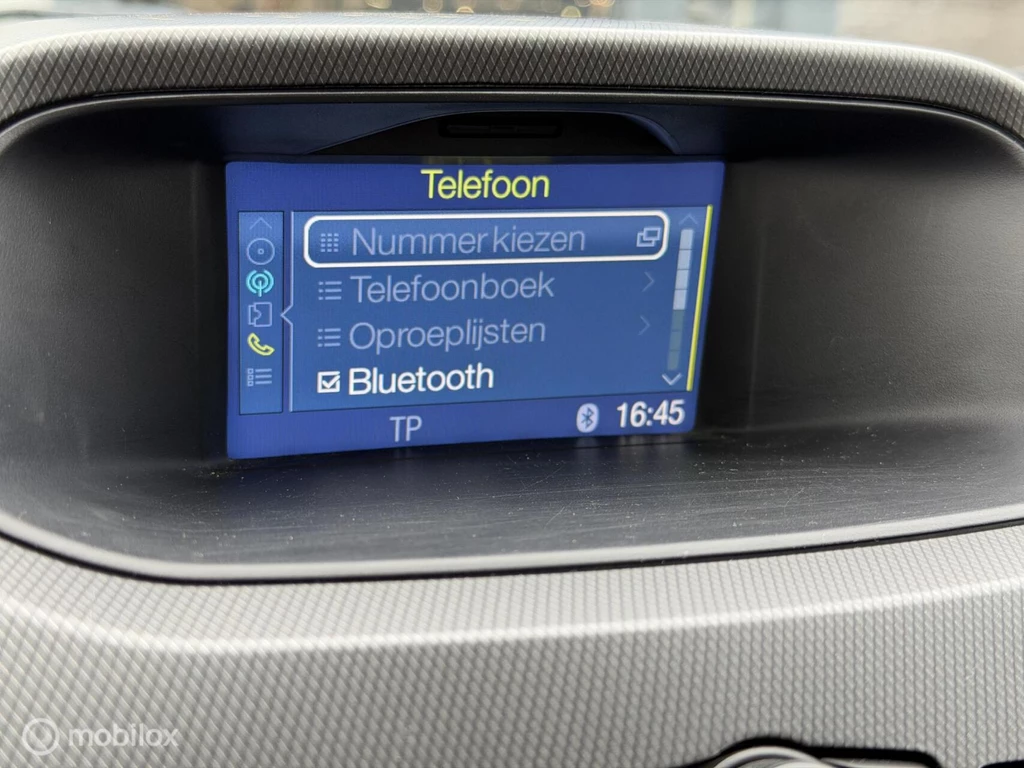 Telefoon
Nummer kiezen
Telefoonboek
Oproeplijsten
Bluetooth
TP 16:45
mobilox